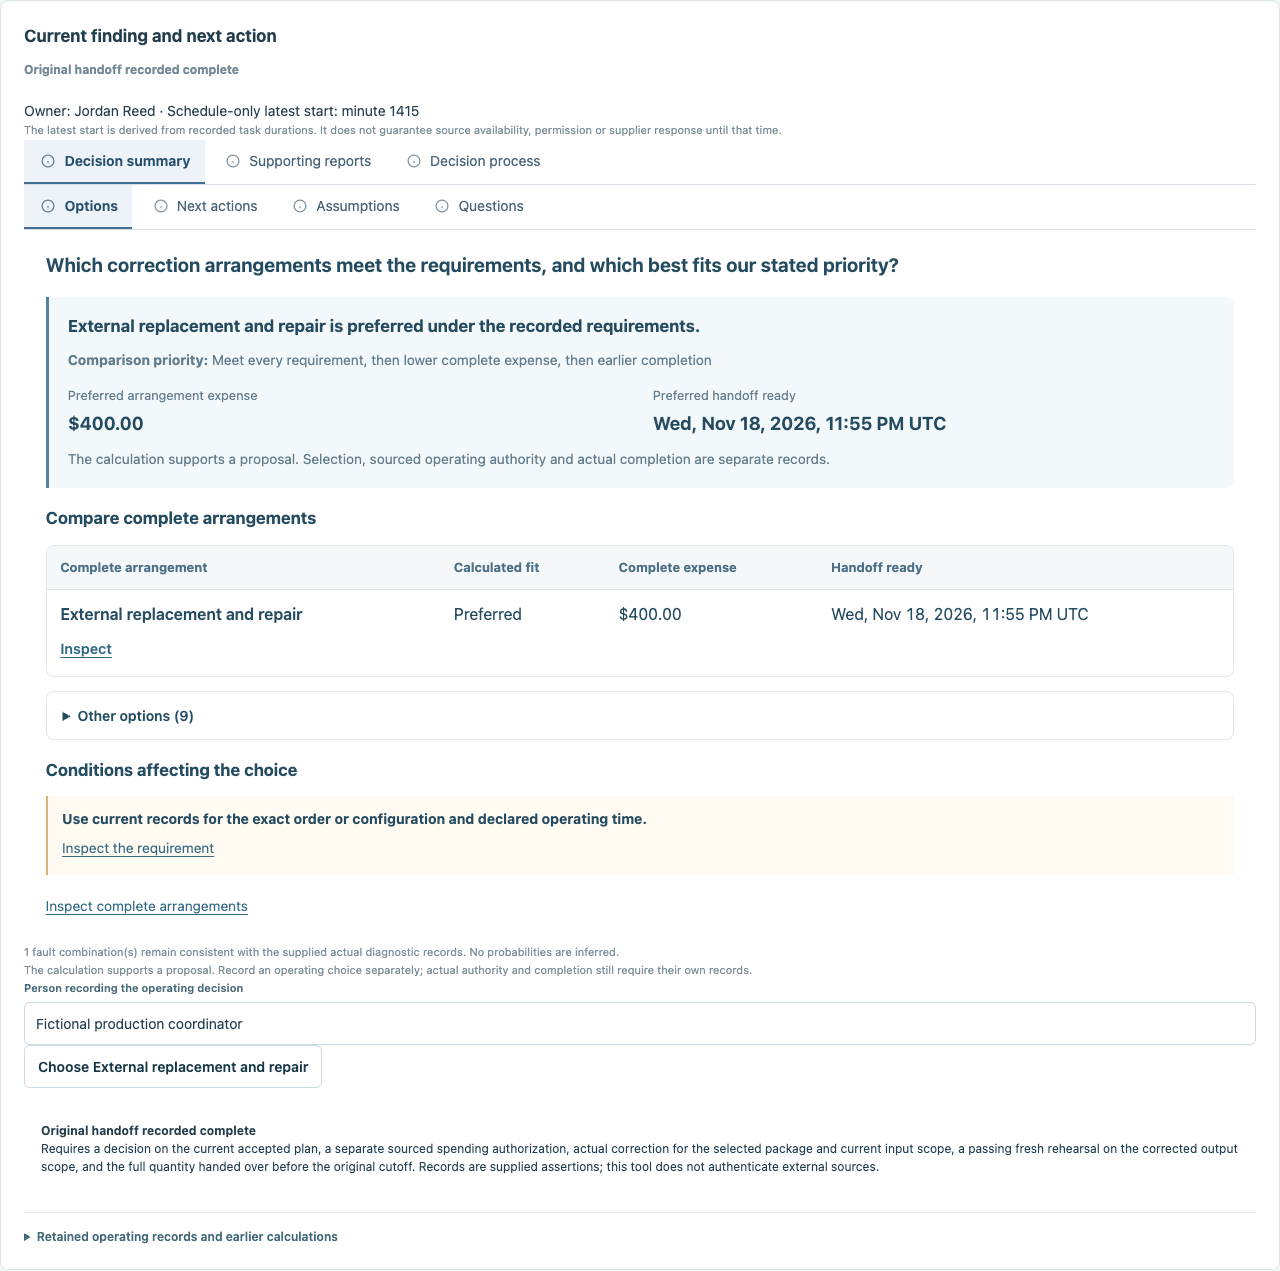 Current finding and next action
Original handoff recorded complete
Owner: Jordan Reed · Schedule-only latest start: minute 1415
The latest start is derived from recorded task durations. It does not guarantee source availability, permission or supplier response until that time.
Decision summary
Supporting reports
Decision process
Options
Next actions
Assumptions
Questions
Which correction arrangements meet the requirements, and which best fits our stated priority?
External replacement and repair is preferred under the recorded requirements.
Comparison priority: Meet every requirement, then lower complete expense, then earlier completion
Preferred arrangement expense
$400.00
Preferred handoff ready
Wed, Nov 18, 2026, 11:55 PM UTC
The calculation supports a proposal. Selection, sourced operating authority and actual completion are separate records.
Compare complete arrangements
Complete arrangement Calculated fit Complete expense Handoff ready
External replacement and repair Preferred $400.00 Wed, Nov 18, 2026, 11:55 PM UTC
Inspect
Other options (9)
Conditions affecting the choice
Use current records for the exact order or configuration and declared operating time.
Inspect the requirement
Inspect complete arrangements
1 fault combination(s) remain consistent with the supplied actual diagnostic records. No probabilities are inferred.
The calculation supports a proposal. Record an operating choice separately; actual authority and completion still require their own records.
Person recording the operating decision
Fictional production coordinator
Choose External replacement and repair
Original handoff recorded complete
Requires a decision on the current accepted plan, a separate sourced spending authorization, actual correction for the selected package and current input scope, a passing fresh rehearsal on the corrected output
scope, and the full quantity handed over before the original cutoff. Records are supplied assertions; this tool does not authenticate external sources.
Retained operating records and earlier calculations